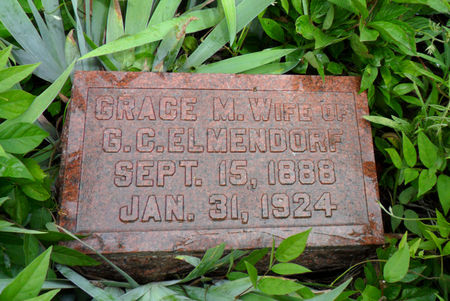 GRACE M. WIFE OF
G. C. ELMENDORF
SEPT. 15, 1888
JAN. 31, 1924